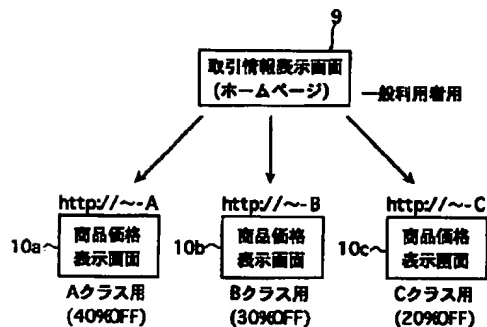 9
取引情報表示画面
(ホームページ)
一般利用者用
http://〜-A
http://〜-B
http://〜-C
10a
商品価格
表示画面
10b
商品価格
表示画面
10c
商品価格
表示画面
Aクラス用
(40%OFF)
Bクラス用
(30%OFF)
Cクラス用
(20%OFF)